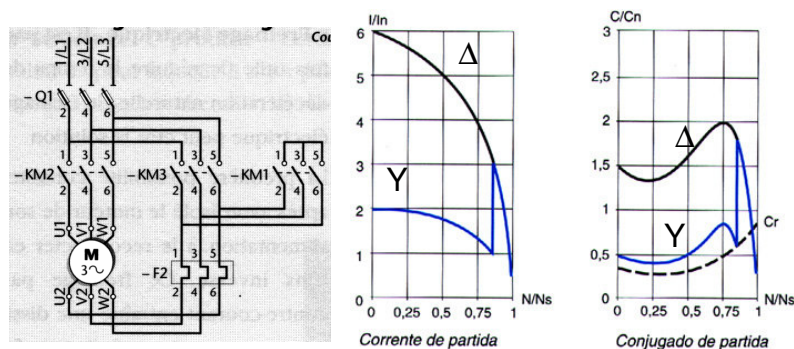 Cou
1/L1 3/L2 5/L3
–Q1
2 4 6
1 3 5
–KM2
2 4 6
1 3 5
–KM3
2 4 6
1 3 5
–KM1
2 4 6
U1 V1 W1
M
3~
U2 V2 W2
1 3 5
–F2
2 4 6
I/In
6
5
4
3
2
1
0
Δ
Y
0 0,25 0,5 0,75 1
N/Ns
Corrente de partida
C/Cn
3
2,5
2
1,5
1
0,5
0
Δ
Y
Cr
0 0,25 0,5 0,75 1
N/Ns
Conjugado de partida